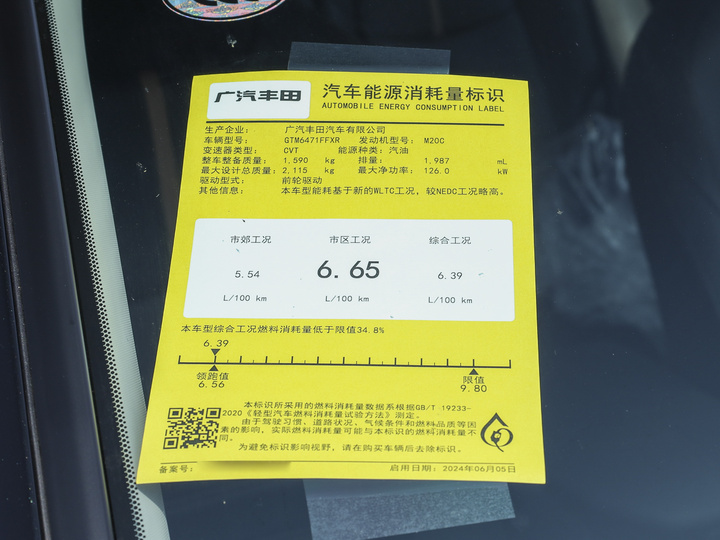 广汽丰田
汽车能源消耗量标识
AUTOMOBILE ENERGY CONSUMPTION LABEL
生产企业： 广汽丰田汽车有限公司
车辆型号： GTM6471FFXR 发动机型号： M20C
变速器类型： CVT 能源种类：汽油
整车整备质量： 1,590 kg 排量： 1,987 mL
最大设计总质量：2,115 kg 最大净功率： 126.0 kW
驱动型式： 前轮驱动
其他信息： 本车型能耗基于新的WLTC工况，较NEDC工况略高。
市郊工况 市区工况 综合工况
5.54 6.65 6.39
L/100 km L/100 km L/100 km
本车型综合工况燃料消耗量低于限值34.8%
6.39
领跑值 限值
6.56 9.80
本标识所采用的燃料消耗量数据系根据GB/T 19233-
2020《轻型汽车燃料消耗量试验方法》测定。
由于驾驶习惯、道路状况、气候条件和燃料品质等因
素的影响，实际燃料消耗量可能与本标识的燃料消耗量不
同。
为避免标识影响视野，请在购买车辆后去除标识。
备案号： 启用日期：2024年06月05日